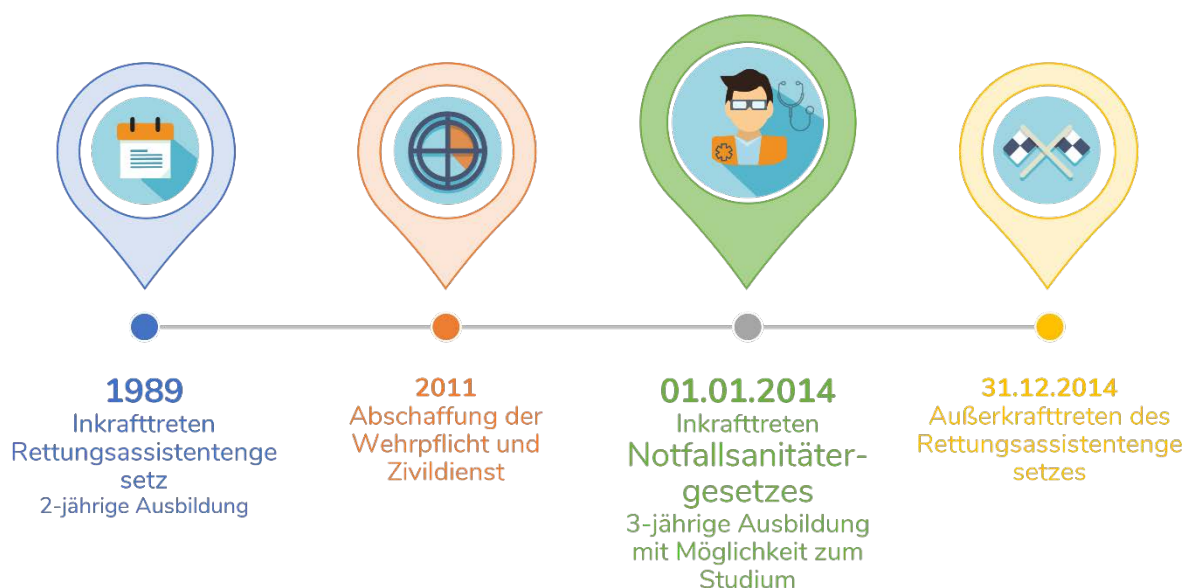 1989
Inkrafttreten
Rettungsassistentenge
setz
2-jährige Ausbildung
2011
Abschaffung der
Wehrpflicht und
Zivildienst
01.01.2014
Inkrafttreten
Notfallsanitäter-
gesetzes
3-jährige Ausbildung
mit Möglichkeit zum
Studium
31.12.2014
Außerkrafttreten des
Rettungsassistentenge
setzes